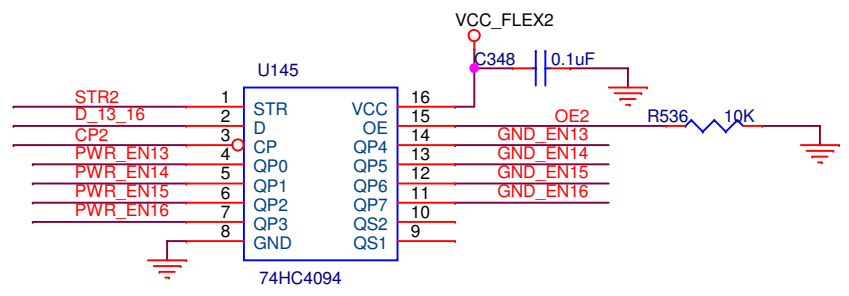 VCC_FLEX2
C348 0.1uF
U145
STR2 1 STR VCC 16
D_13_16 2 D OE 15 OE2 R536 10K
CP2 3 CP QP4 14 GND_EN13
PWR_EN13 4 QP0 QP5 13 GND_EN14
PWR_EN14 5 QP1 QP6 12 GND_EN15
PWR_EN15 6 QP2 QP7 11 GND_EN16
PWR_EN16 7 QP3 QS2 10
8 GND QS1 9
74HC4094